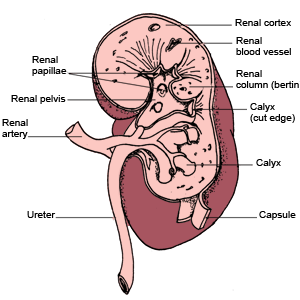 Renal cortex
Renal
blood vessel
Renal
papillae
Renal
column (bertin
Renal pelvis
Calyx
(cut edge)
Renal
artery
Calyx
Ureter
Capsule